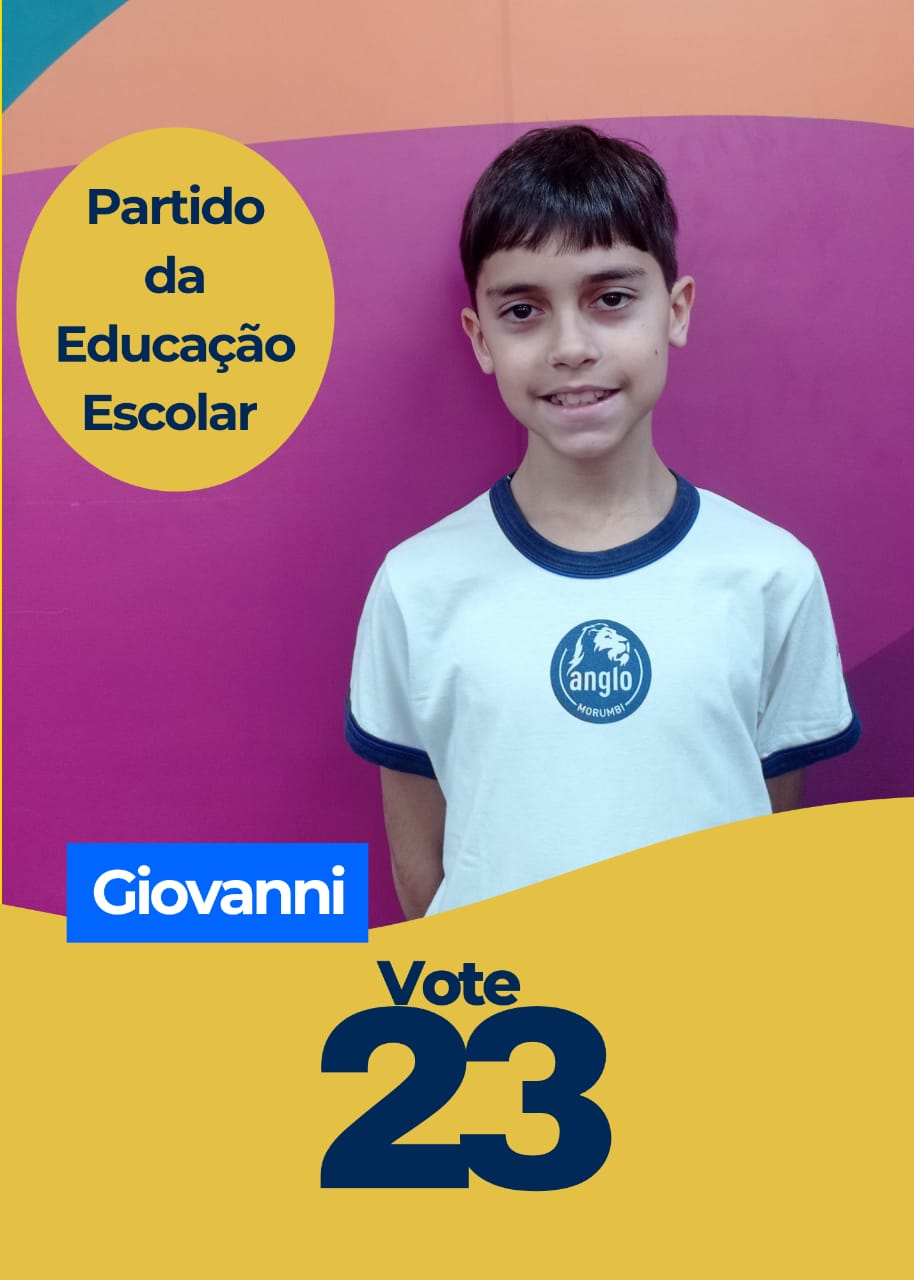 Partido
da
Educação
Escolar
anglo
MORUMBI
Giovanni
Vote
23